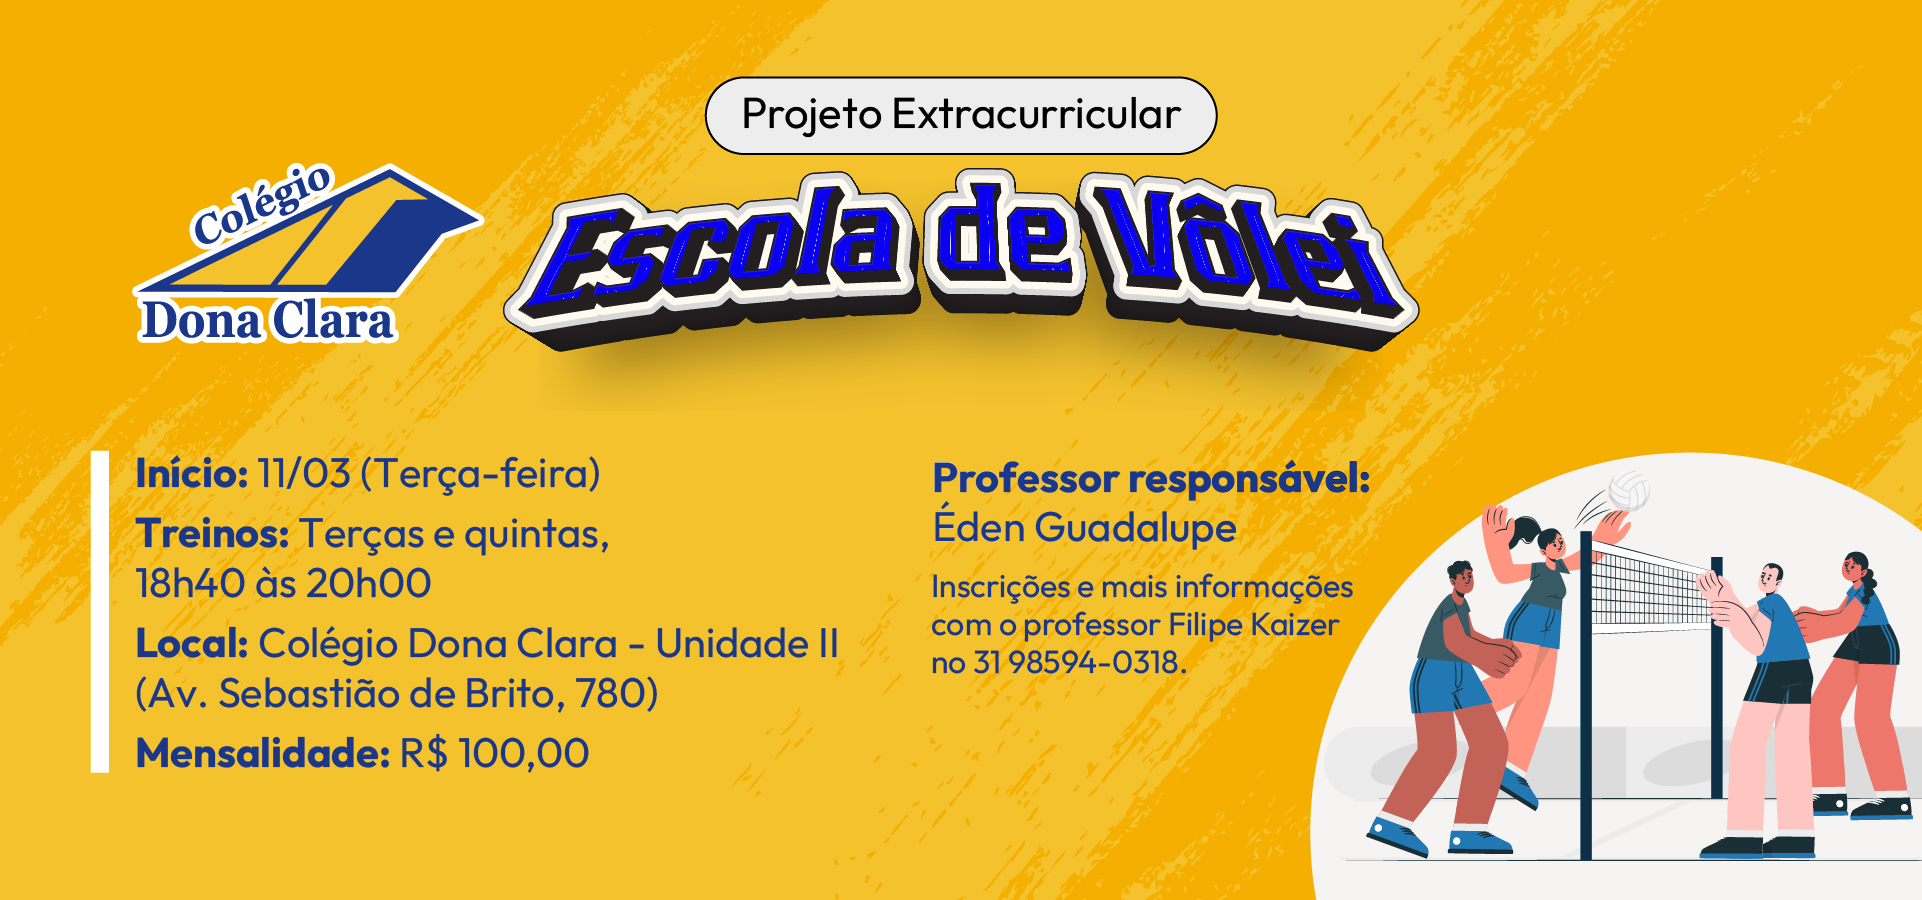 Projeto Extracurricular
Colégio
Dona Clara
Escola de Vôlei
Início: 11/03 (Terça-feira)
Treinos: Terças e quintas,
18h40 às 20h00
Local: Colégio Dona Clara - Unidade II
(Av. Sebastião de Brito, 780)
Mensalidade: R$ 100,00
Professor responsável:
Éden Guadalupe
Inscrições e mais informações
com o professor Filipe Kaizer
no 31 98594-0318.